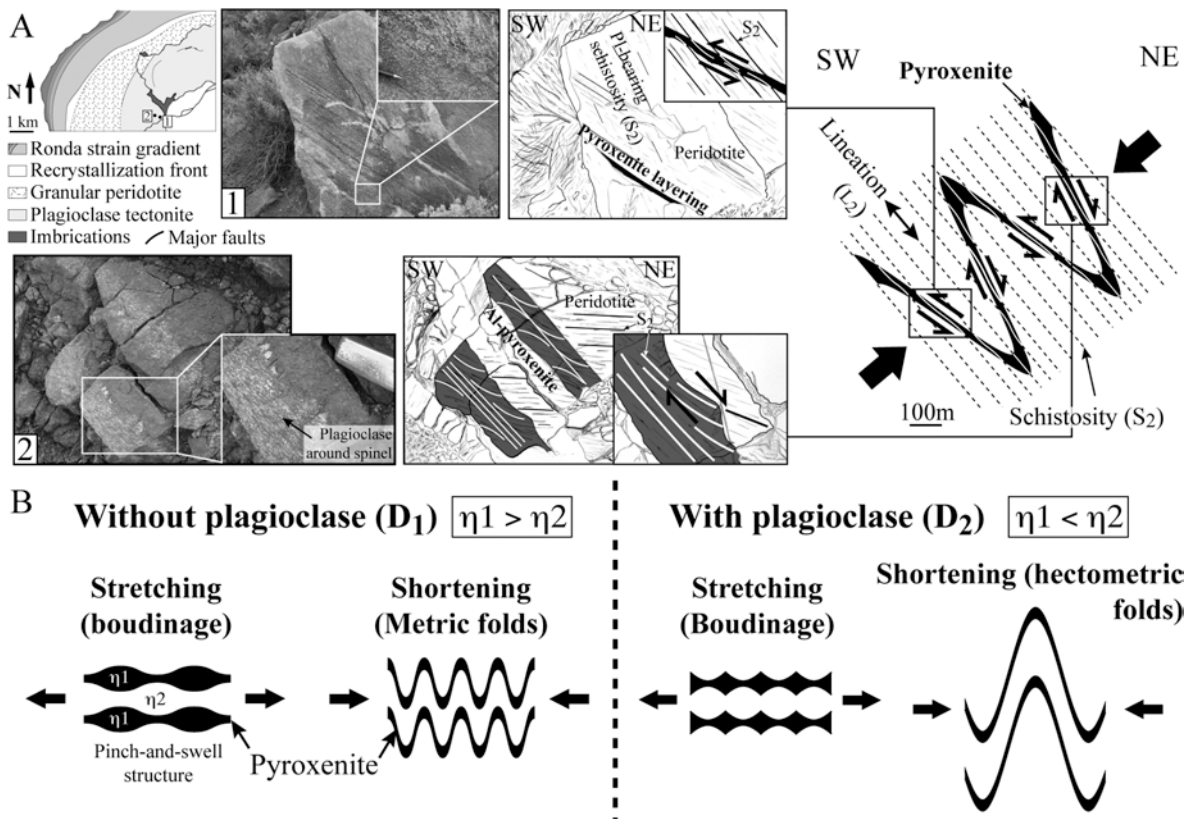 A
N
1 km
2
1
Ronda strain gradient
Recrystallization front
Granular peridotite
Plagioclase tectonite
Imbrications
Major faults
1
SW
NE
S2
Pl-bearing
schistosity (S2)
Peridotite
Pyroxenite layering
SW
NE
Pyroxenite
Lineation
(L2)
100m
Schistosity (S2)
2
Plagioclase
around spinel
SW
NE
Peridotite
Al-pyroxenite
B
Without plagioclase (D1)
η1 > η2
With plagioclase (D2)
η1 < η2
Stretching
(boudinage)
Shortening
(Metric folds)
Stretching
(Boudinage)
Shortening (hectometric
folds)
η1
η2
η1
Pinch-and-swell
structure
Pyroxenite